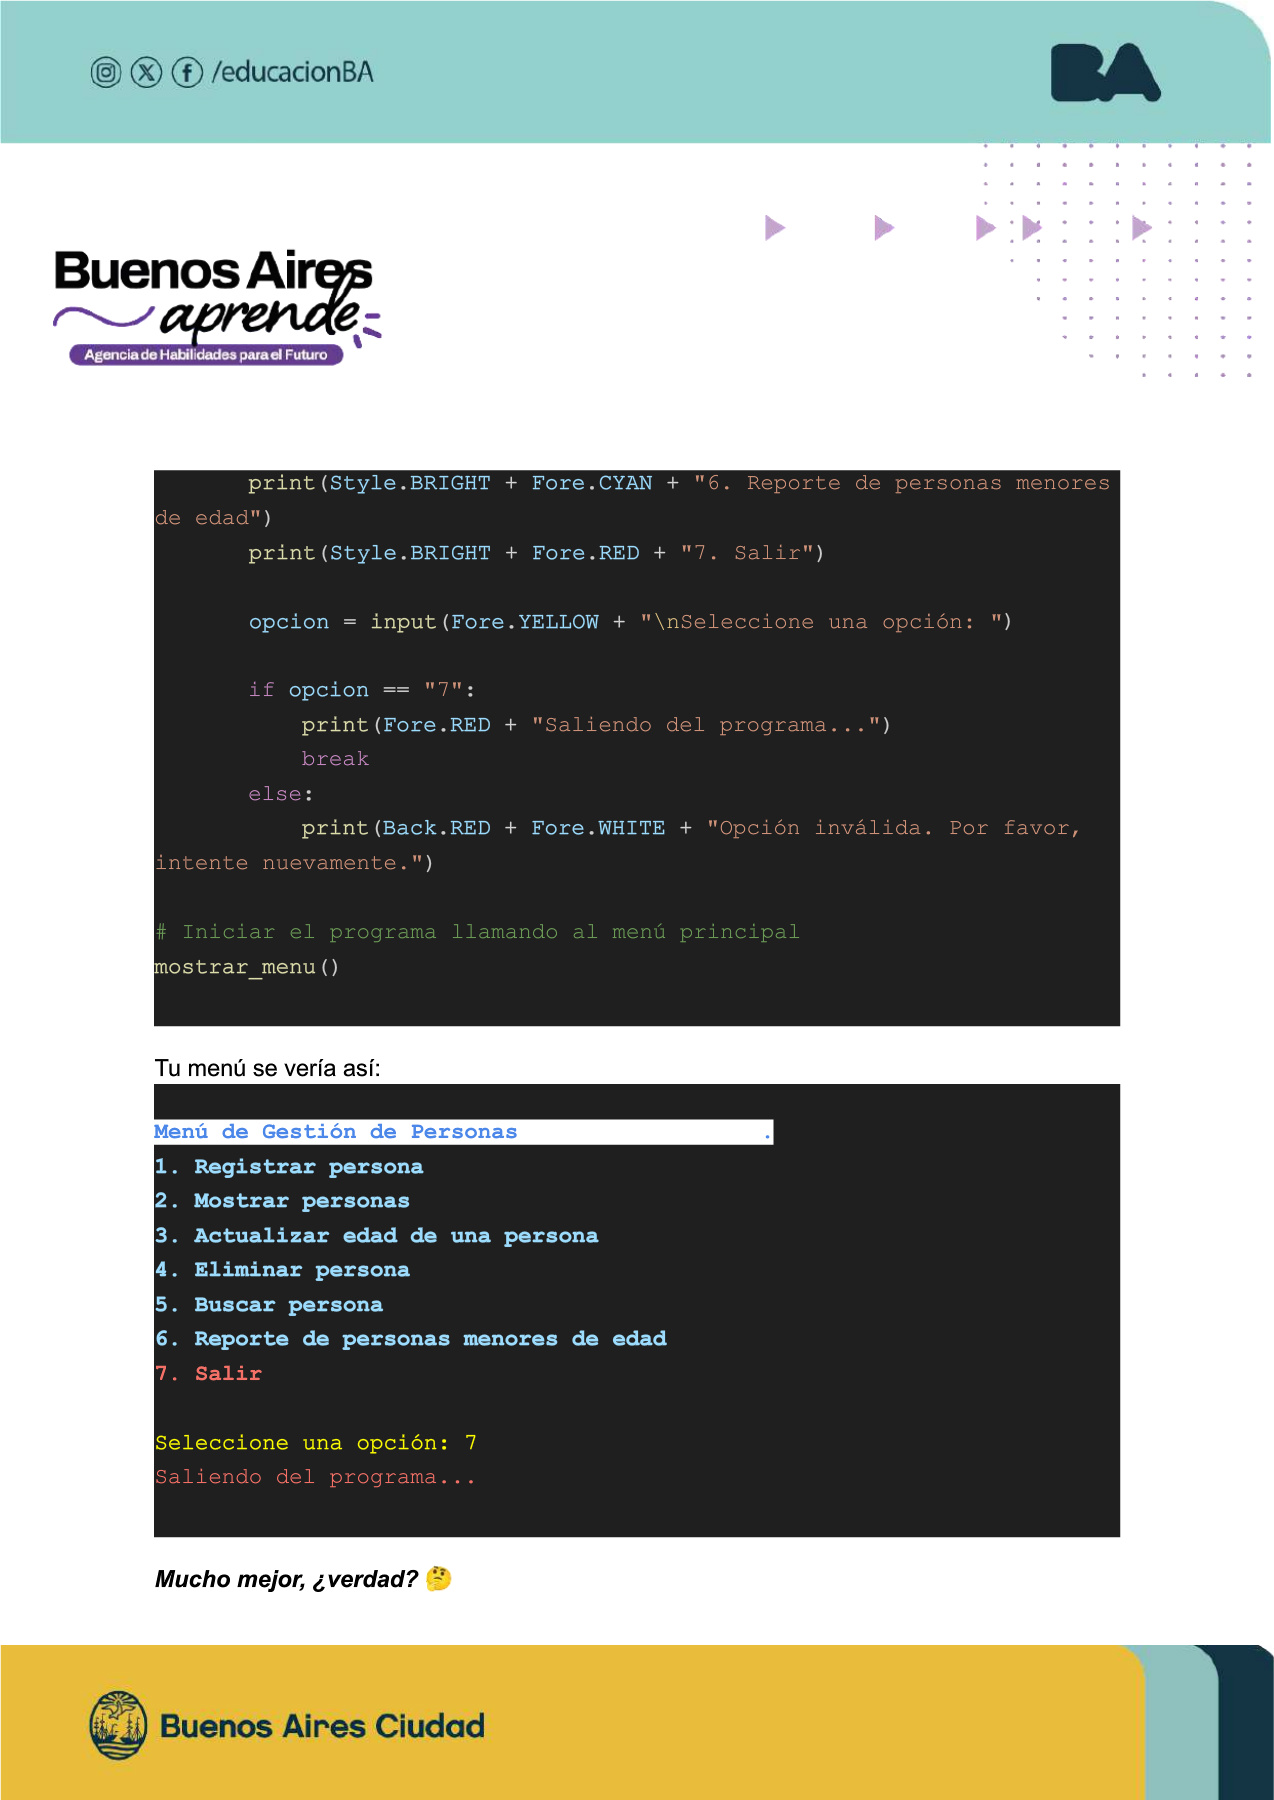 /educacionBA
BA
Buenos Aires
aprende
Agencia de Habilidades para el Futuro
print(Style.BRIGHT + Fore.CYAN + "6. Reporte de personas menores
de edad")
print(Style.BRIGHT + Fore.RED + "7. Salir")
opcion = input(Fore.YELLOW + "\nSeleccione una opción: ")
if opcion == "7":
print(Fore.RED + "Saliendo del programa...")
break
else:
print(Back.RED + Fore.WHITE + "Opción inválida. Por favor,
intente nuevamente.")
# Iniciar el programa llamando al menú principal
mostrar_menu()
Tu menú se vería así:
Menú de Gestión de Personas .
1. Registrar persona
2. Mostrar personas
3. Actualizar edad de una persona
4. Eliminar persona
5. Buscar persona
6. Reporte de personas menores de edad
7. Salir
Seleccione una opción: 7
Saliendo del programa...
Mucho mejor, ¿verdad? 🤔
Buenos Aires Ciudad